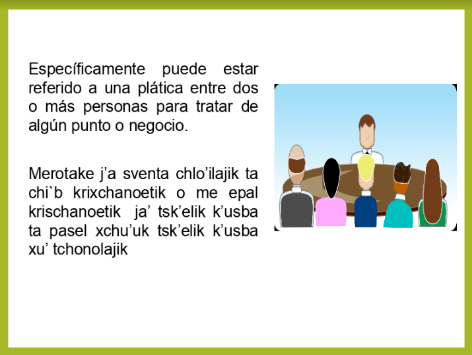 Específicamente puede estar
referido a una plática entre dos
o más personas para tratar de
algún punto o negocio.
Merotake j’a sventa chlo’ilajik ta
chi`b krixchanoetik o me epal
krischanoetik ja’ tsk’elik k’usba
ta pasel xchu’uk tsk’elik k’usba
xu’ tchonolajik